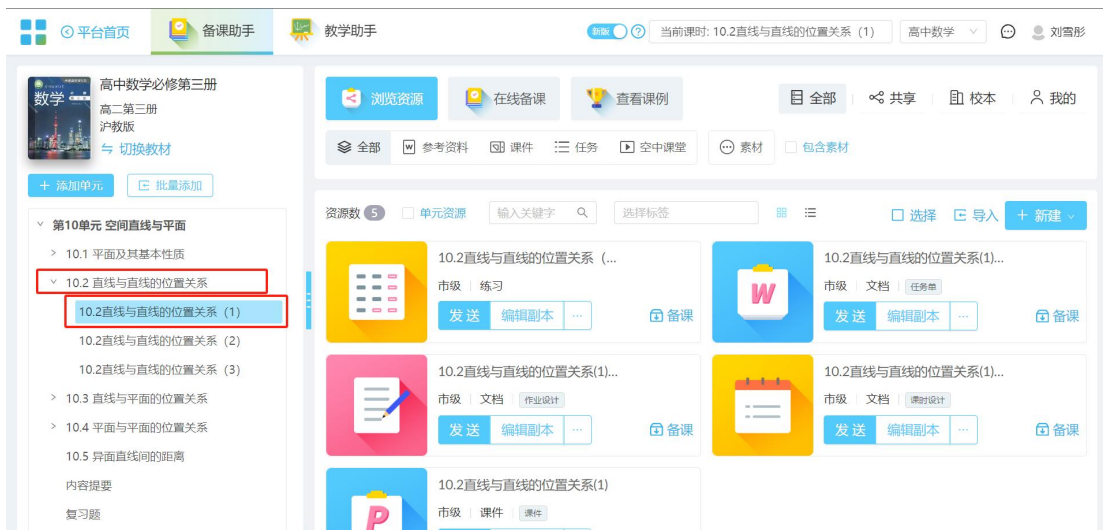 平台首页 备课助手 教学助手 新版 ? 当前课时: 10.2直线与直线的位置关系（1） 高中数学 刘雪彤
数学
高中数学必修第三册
高二第三册
沪教版
切换教材
+ 添加单元 批量添加
第10单元 空间直线与平面
10.1 平面及其基本性质
10.2 直线与直线的位置关系
10.2直线与直线的位置关系（1）
10.2直线与直线的位置关系（2）
10.2直线与直线的位置关系（3）
10.3 直线与平面的位置关系
10.4 平面与平面的位置关系
10.5 异面直线间的距离
内容提要
复习题
浏览资源 在线备课 查看课例 全部 共享 校本 我的
全部 参考资料 课件 任务 空中课堂 素材 包含素材
资源数 5 单元资源 输入关键字 选择标签 选择 导入 + 新建
10.2直线与直线的位置关系（...
市级 练习
发送 编辑副本 ... 备课
W
10.2直线与直线的位置关系(1)...
市级 文档 任务单
发送 编辑副本 ... 备课
10.2直线与直线的位置关系(1)...
市级 文档 作业设计
发送 编辑副本 ... 备课
10.2直线与直线的位置关系(1)...
市级 文档 课时设计
发送 编辑副本 ... 备课
P
10.2直线与直线的位置关系(1)
市级 课件 课件